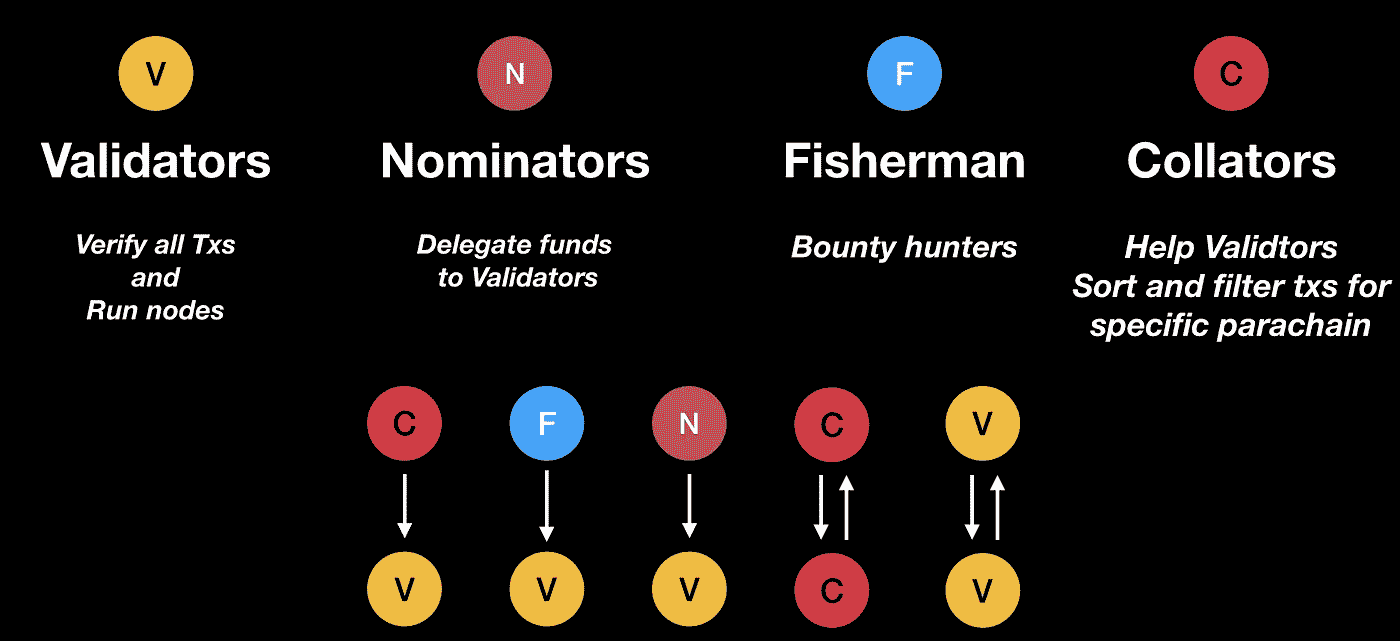 V
N
F
C
Validators
Nominators
Fisherman
Collators
Verify all Txs
and
Run nodes
Delegate funds
to Validators
Bounty hunters
Help Validtors
Sort and filter txs for
specific parachain
C
F
N
C
V
V
V
V
C
V